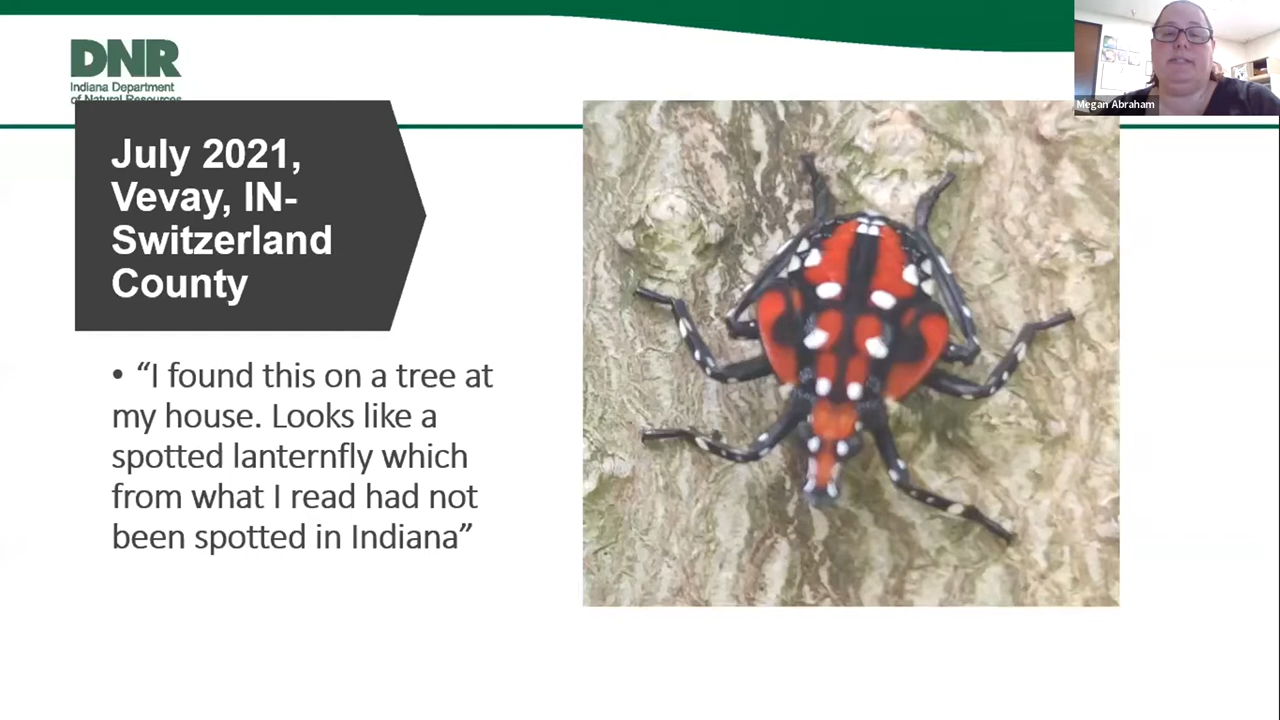 DNR
Indiana Department
of Natural Resources
Megan Abraham
July 2021,
Vevay, IN-
Switzerland
County
• “I found this on a tree at
my house. Looks like a
spotted lanternfly which
from what I read had not
been spotted in Indiana”